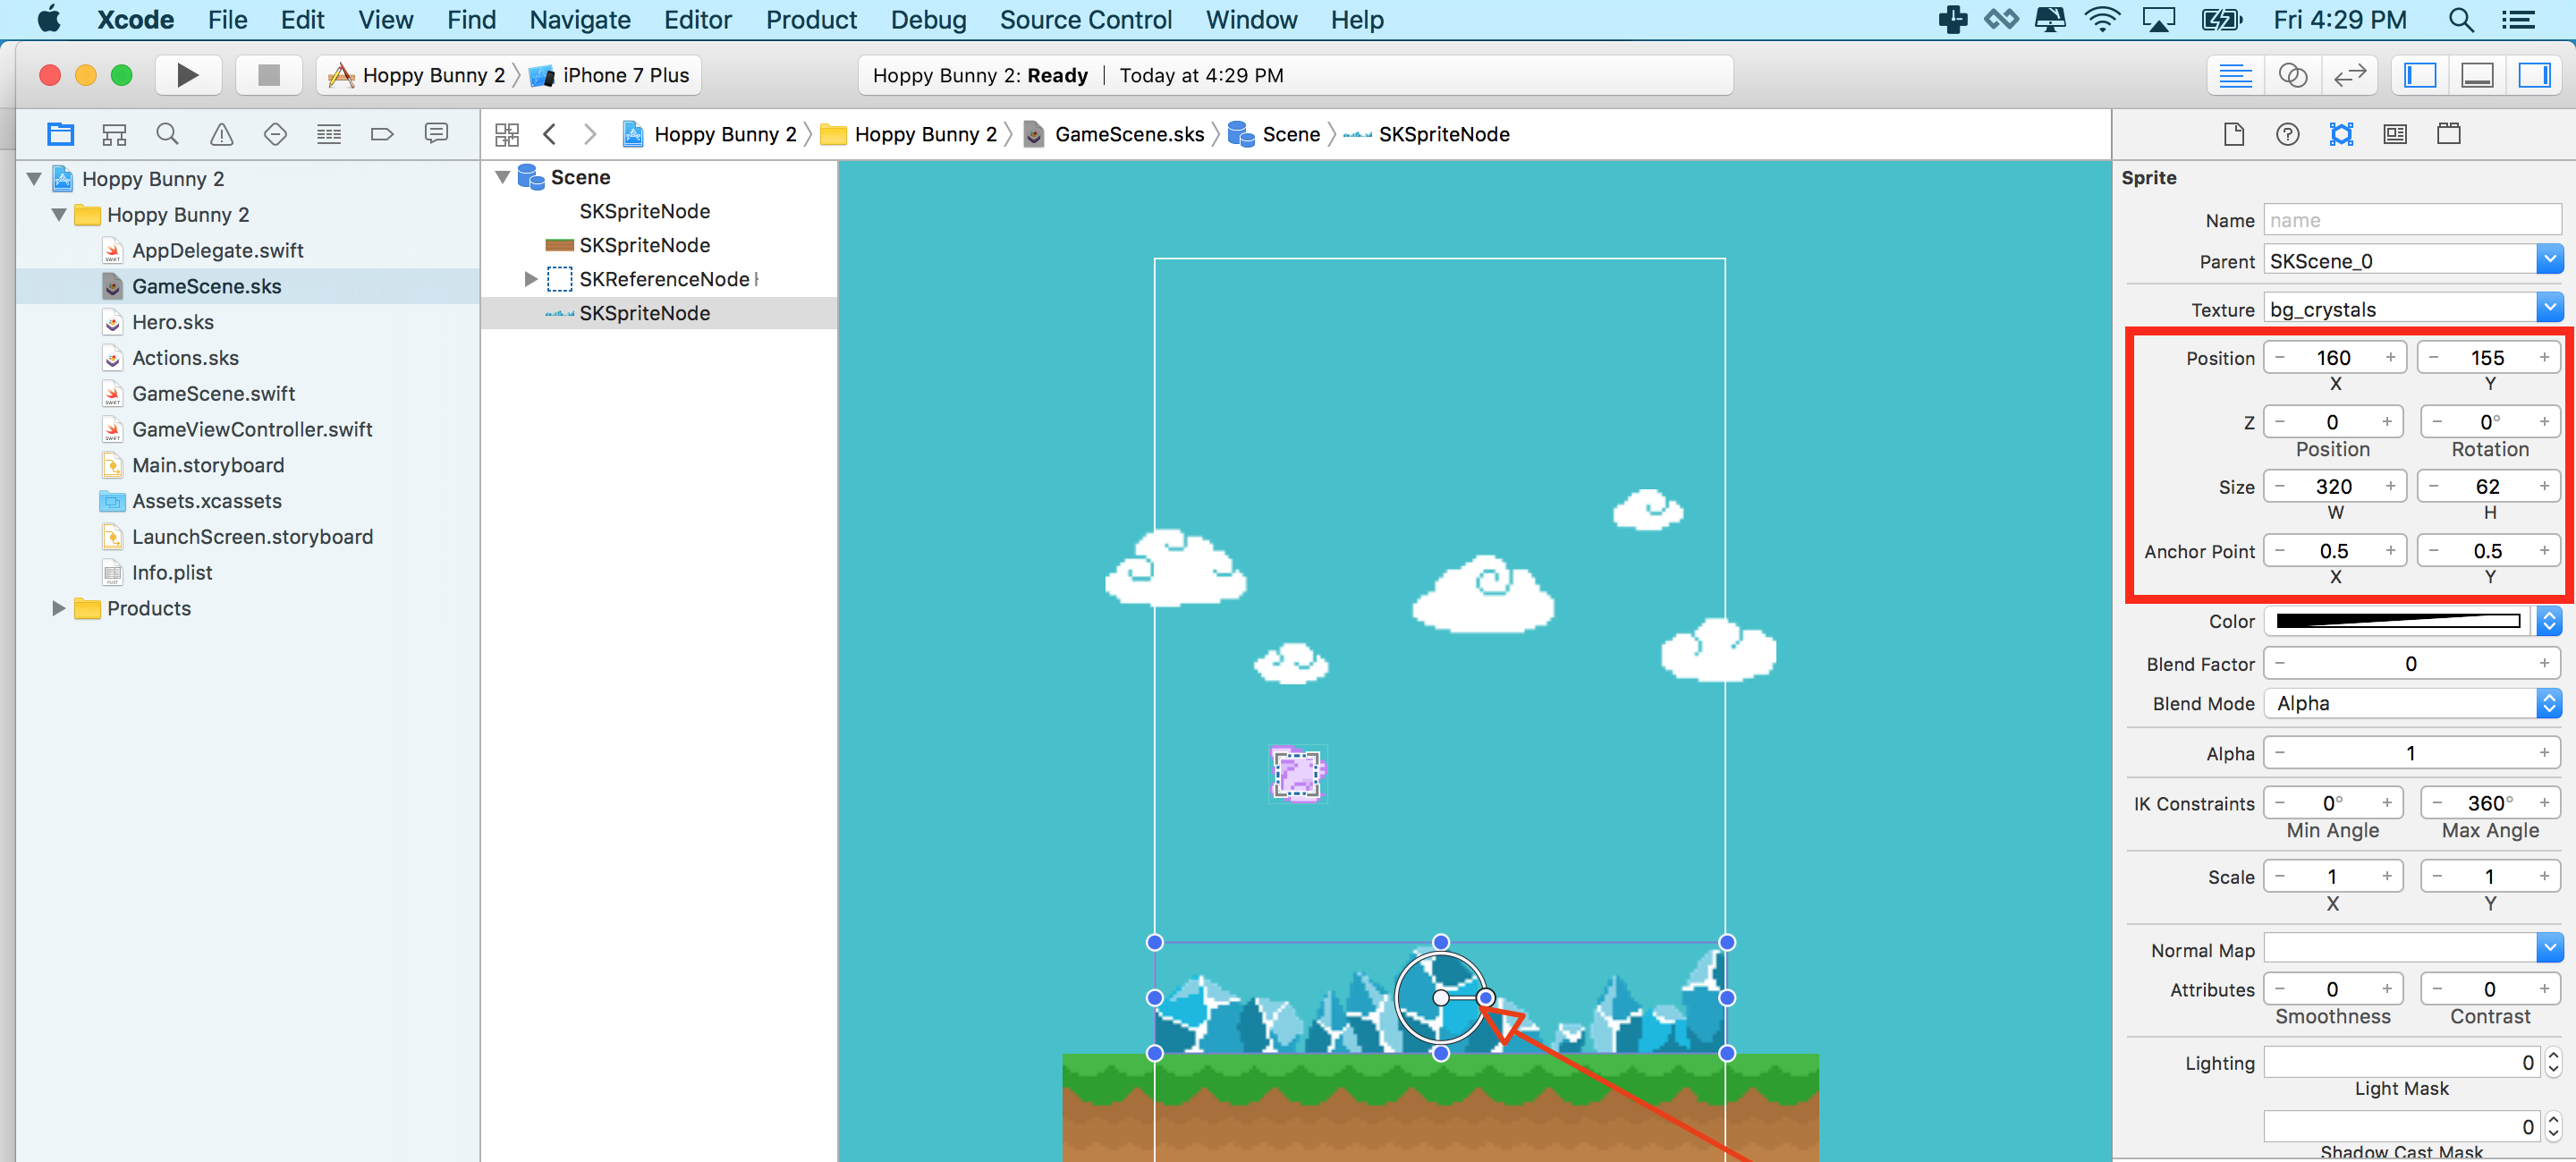 Xcode File Edit View Find Navigate Editor Product Debug Source Control Window Help Fri 4:29 PM
Hoppy Bunny 2 iPhone 7 Plus Hoppy Bunny 2: Ready | Today at 4:29 PM
Hoppy Bunny 2 Hoppy Bunny 2 GameScene.sks Scene SKSpriteNode
Hoppy Bunny 2
Hoppy Bunny 2
AppDelegate.swift
GameScene.sks
Hero.sks
Actions.sks
GameScene.swift
GameViewController.swift
Main.storyboard
Assets.xcassets
LaunchScreen.storyboard
Info.plist
Products
Scene
SKSpriteNode
SKSpriteNode
SKReferenceNode
SKSpriteNode
Sprite
Name name
Parent SKScene_0
Texture bg_crystals
Position − 160 + − 155 +
X Y
Z − 0 + − 0° +
Position Rotation
Size − 320 + − 62 +
W H
Anchor Point − 0.5 + − 0.5 +
X Y
Color
Blend Factor − 0 +
Blend Mode Alpha
Alpha − 1 +
IK Constraints − 0° + − 360° +
Min Angle Max Angle
Scale − 1 + − 1 +
X Y
Normal Map
Attributes − 0 + − 0 +
Smoothness Contrast
Lighting 0
Light Mask
0
Shadow Cast Mask